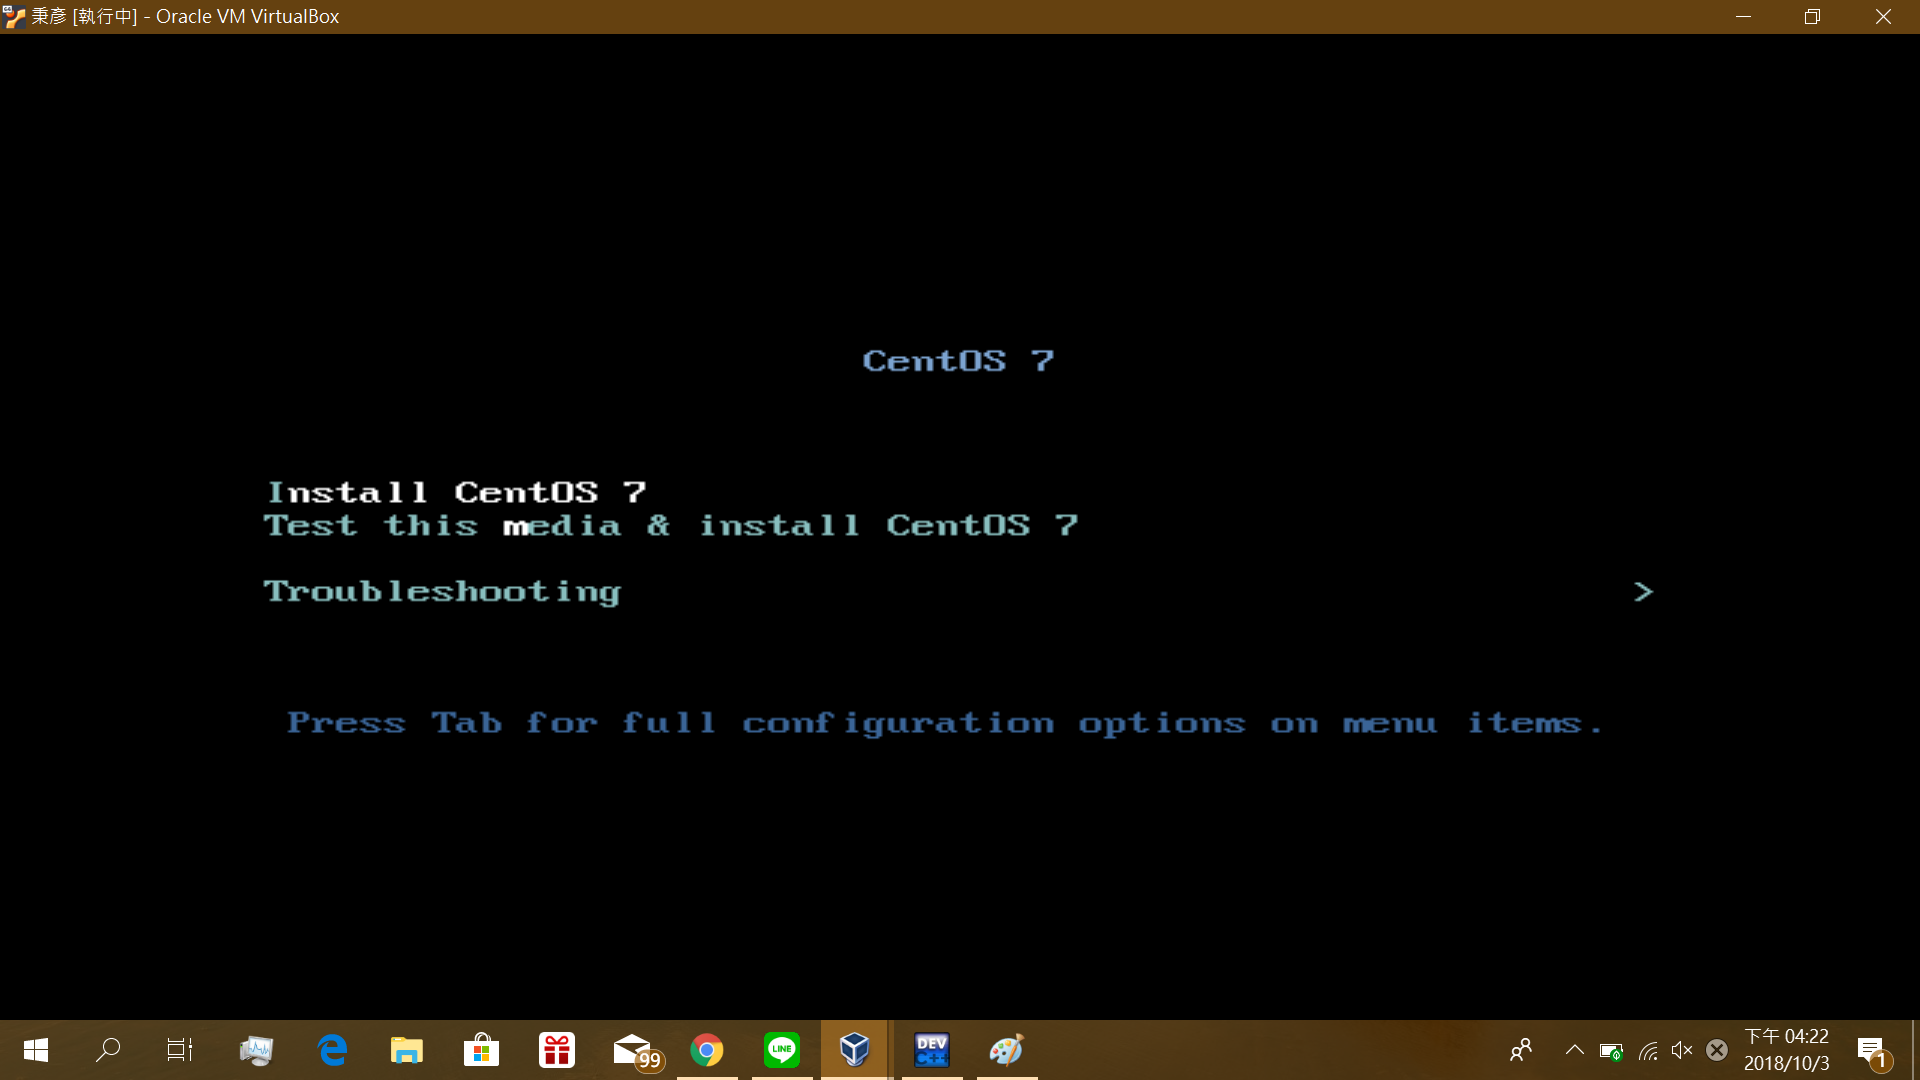 秉彥 [執行中] - Oracle VM VirtualBox
CentOS 7
Install CentOS 7
Test this media & install CentOS 7
Troubleshooting >
Press Tab for full configuration options on menu items.
99
LINE
DEV
C++
下午 04:22
2018/10/3
1